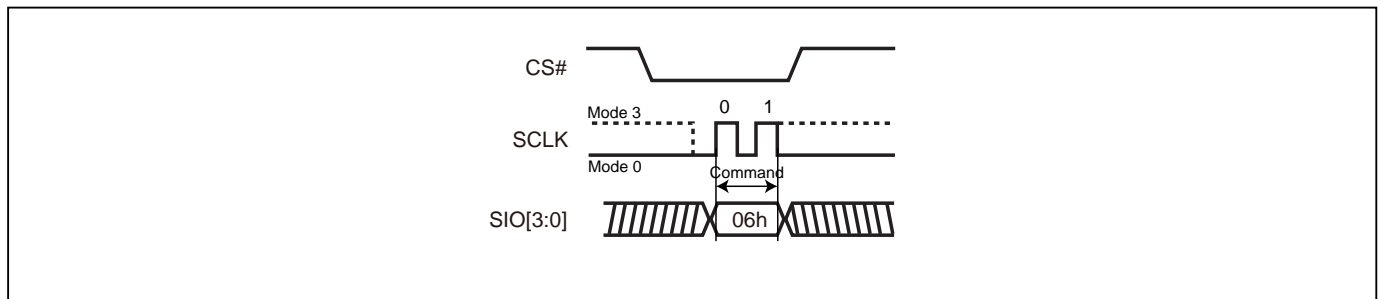 CS#
Mode 3
0 1
SCLK
Mode 0
Command
SIO[3:0]
06h